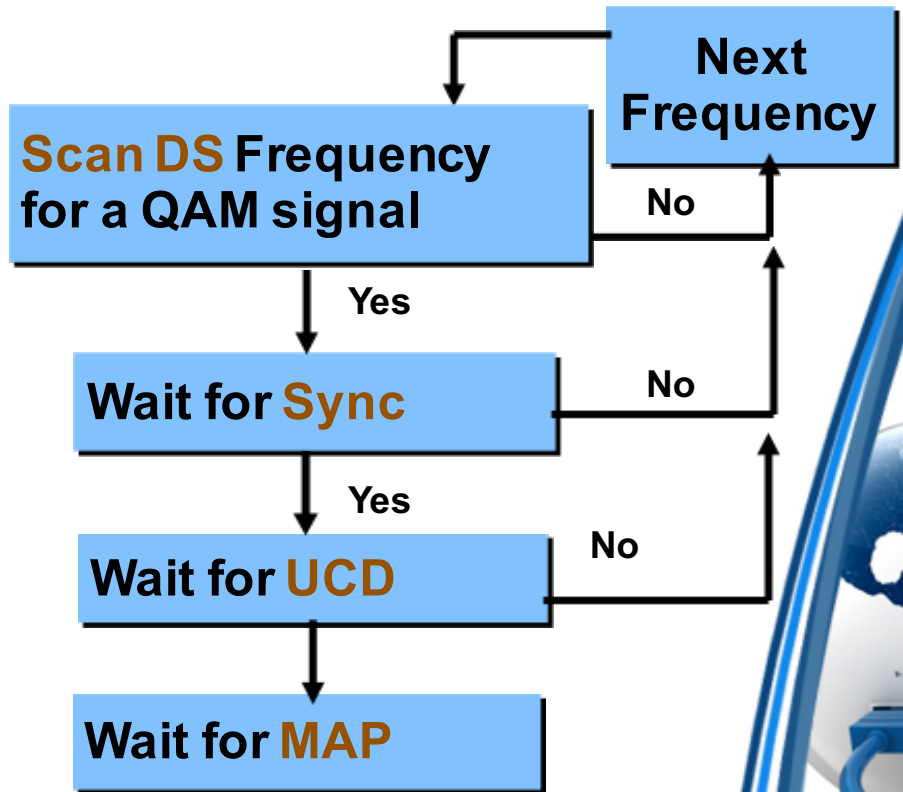 Next
Frequency
Scan DS Frequency
for a QAM signal
No
Yes
Wait for Sync
No
Yes
Wait for UCD
No
Wait for MAP